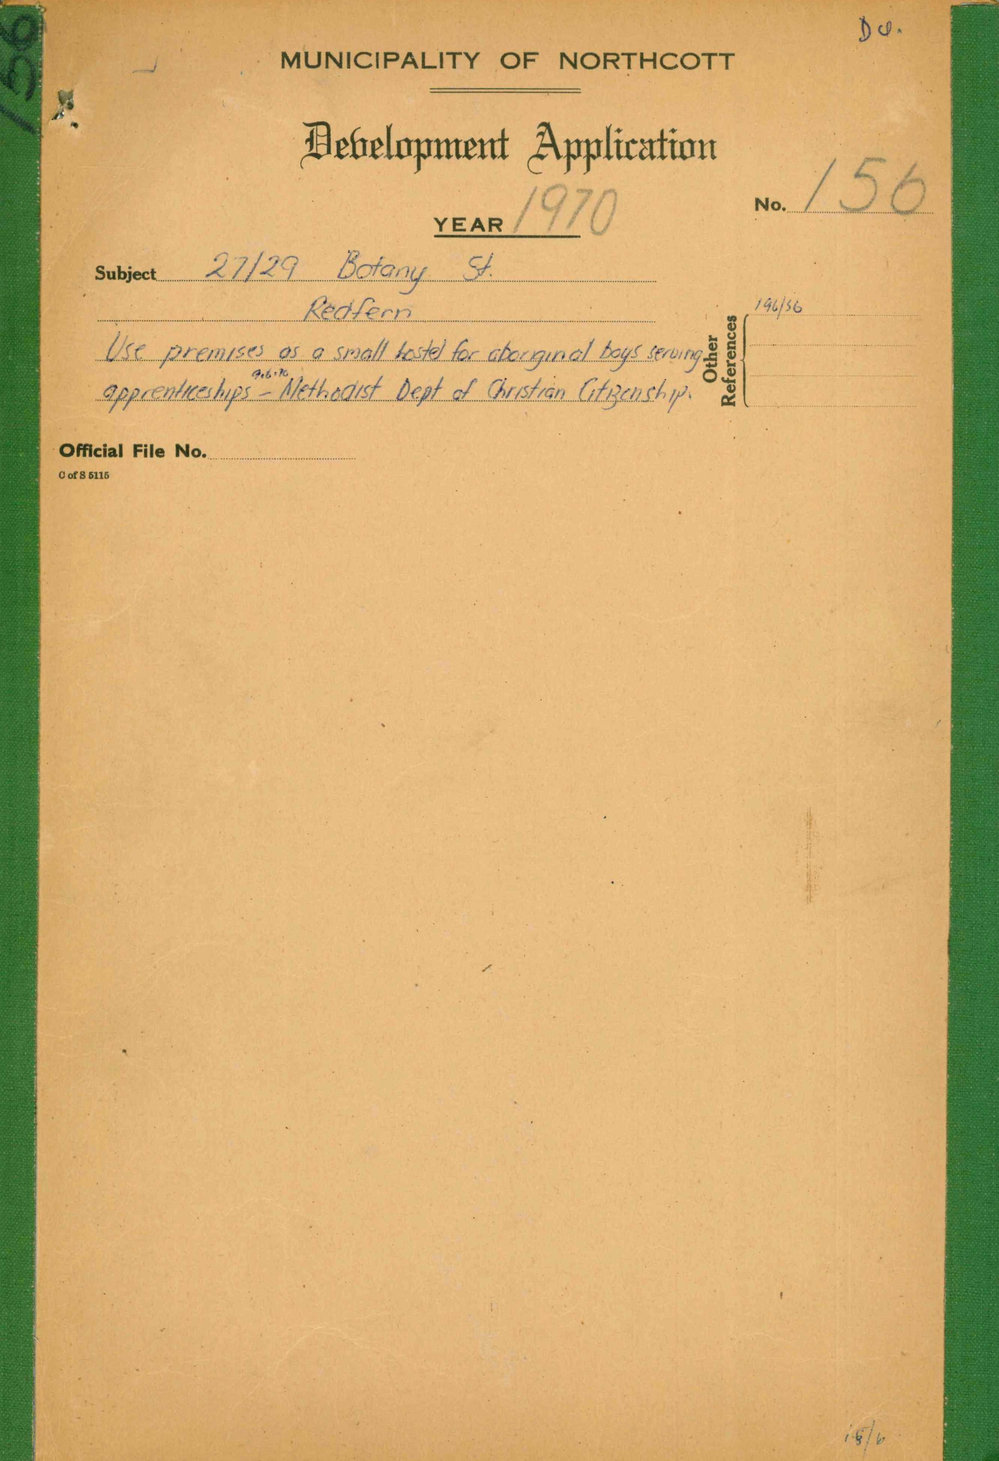 156
MUNICIPALITY OF NORTHCOTT
Development Application
No. 156
YEAR 1970
Subject 27/29 Botany St.
Redfern
Use premises as a small hostel for aboriginal boys serving
apprenticeships - Methodist Dept of Christian Citizenship.
9.6.70
Other References
196/56
Official File No.
C of S 5115
18/6